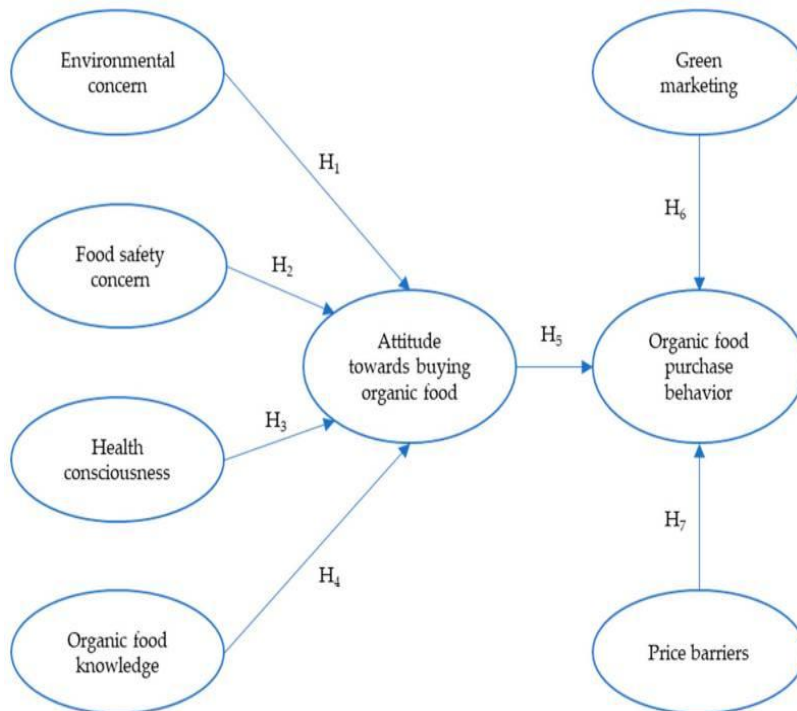 Environmental
concern
Green
marketing
H₁
H₆
Food safety
concern
H₂
Attitude
towards buying
organic food
H₅
Organic food
purchase
behavior
Health
consciousness
H₃
H₇
H₄
Organic food
knowledge
Price barriers